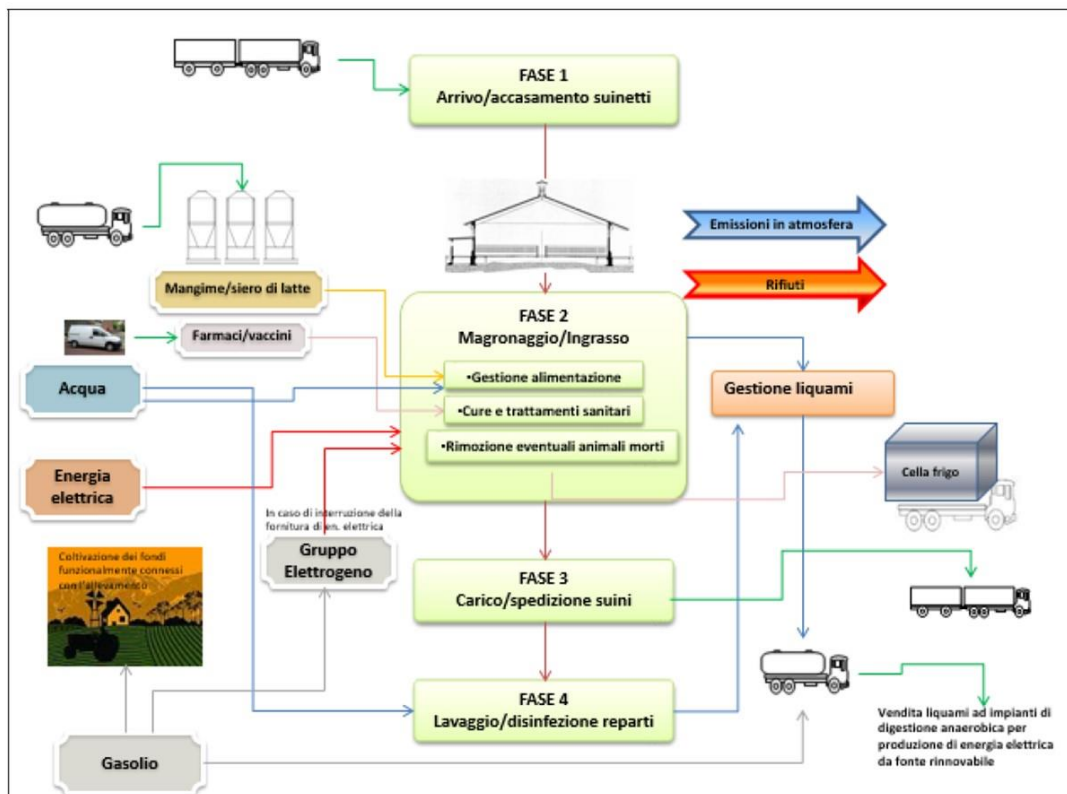 FASE 1
Arrivo/accasamento suinetti
Emissioni in atmosfera
Rifiuti
Mangime/siero di latte
Farmaci/vaccini
Acqua
FASE 2
Magronaggio/Ingrasso
•Gestione alimentazione
•Cure e trattamenti sanitari
•Rimozione eventuali animali morti
Gestione liquami
Cella frigo
Energia
elettrica
In caso di interruzione della
fornitura di en. elettrica
Gruppo
Elettrogeno
Coltivazione dei fondi
funzionalmente connessi
con l'allevamento
FASE 3
Carico/spedizione suini
FASE 4
Lavaggio/disinfezione reparti
Gasolio
Vendita liquami ad impianti di
digestione anaerobica per
produzione di energia elettrica
da fonte rinnovabile